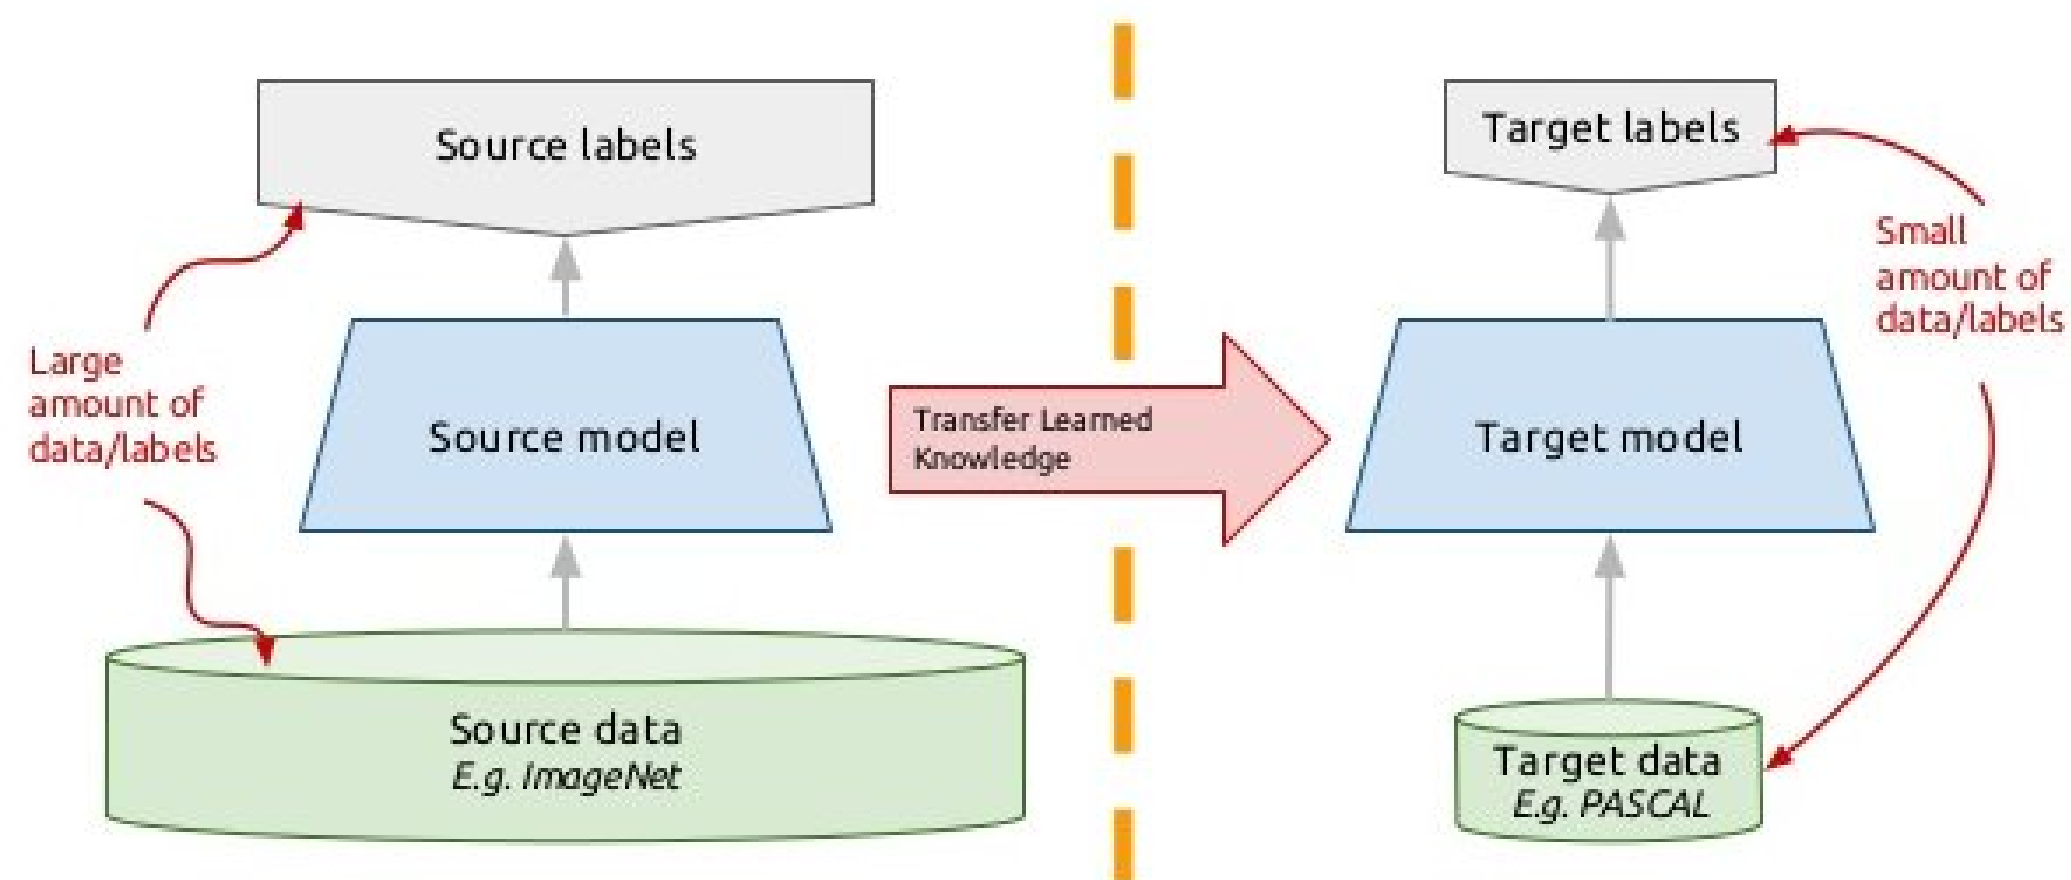 Source labels
Large
amount of
data/labels
Source model
Source data
E.g. ImageNet
Transfer Learned
Knowledge
Target labels
Small
amount of
data/labels
Target model
Target data
E.g. PASCAL